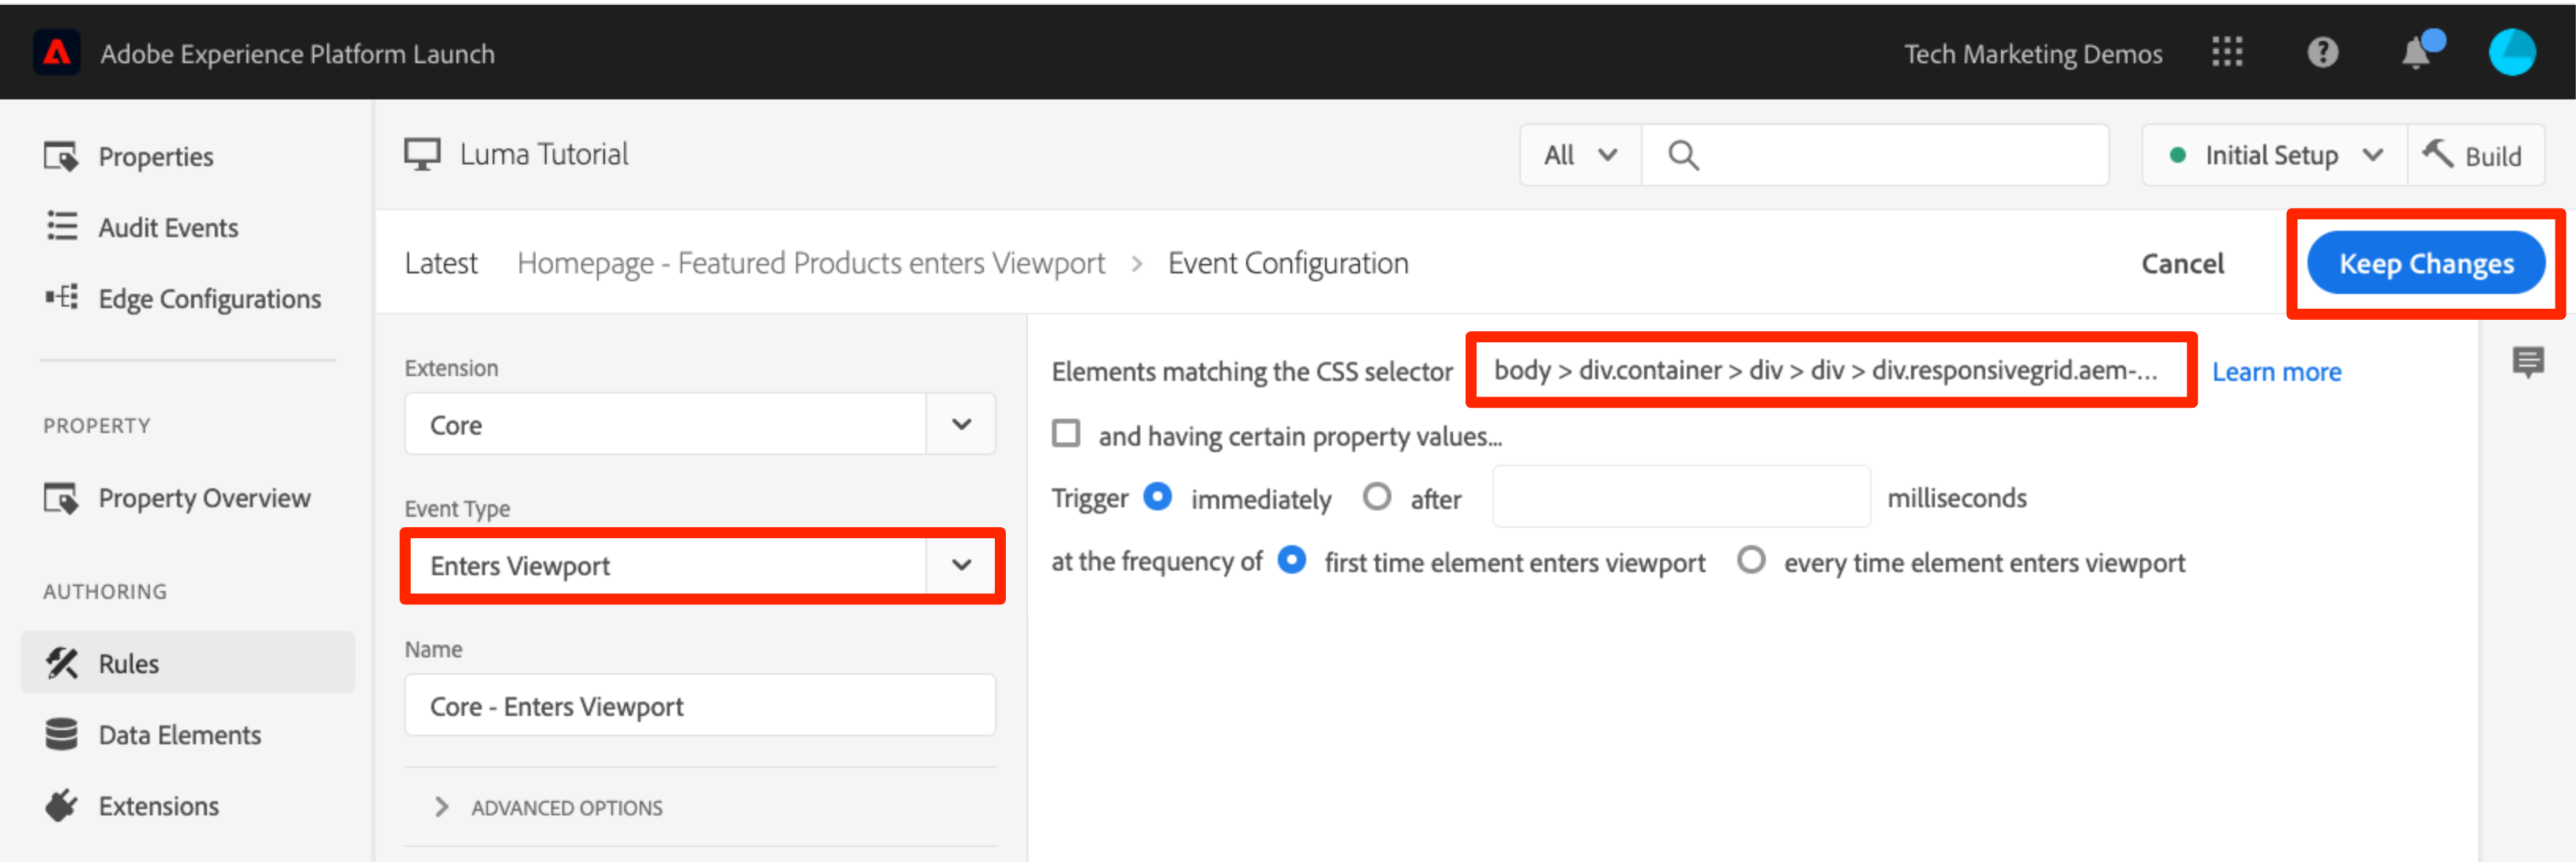 Adobe Experience Platform Launch
Tech Marketing Demos
Properties
Audit Events
Edge Configurations
PROPERTY
Property Overview
AUTHORING
Rules
Data Elements
Extensions
Luma Tutorial
All
Initial Setup
Build
Latest Homepage - Featured Products enters Viewport > Event Configuration
Cancel
Keep Changes
Extension
Core
Event Type
Enters Viewport
Name
Core - Enters Viewport
ADVANCED OPTIONS
Elements matching the CSS selector body > div.container > div > div > div.responsivegrid.aem-... Learn more
and having certain property values...
Trigger immediately after milliseconds
at the frequency of first time element enters viewport every time element enters viewport